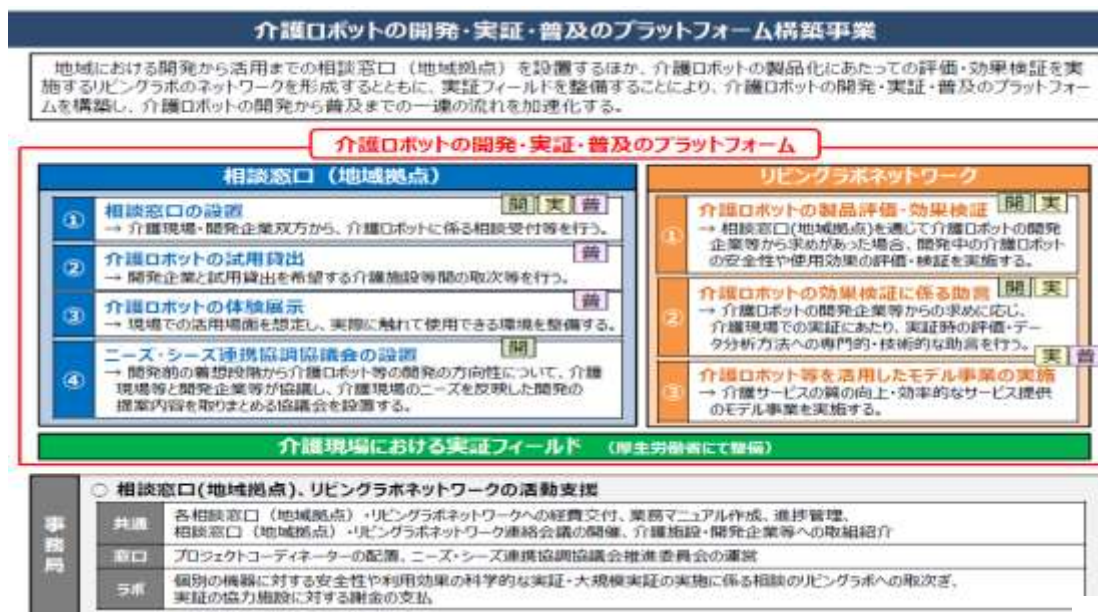 介護ロボットの開発・実証・普及のプラットフォーム構築事業
地域における開発から活用までの相談窓口（地域拠点）を設置するほか、介護ロボットの製品化にあたっての評価・効果検証を実
施するリビングラボのネットワークを形成するとともに、実証フィールドを整備することにより、介護ロボットの開発・実証・普及のプラットフォー
ムを構築し、介護ロボットの開発から普及までの一連の流れを加速化する。
介護ロボットの開発・実証・普及のプラットフォーム
相談窓口（地域拠点）
① 相談窓口の設置 開 実 普
→ 介護現場・開発企業双方から、介護ロボットに係る相談受付等を行う。
② 介護ロボットの試用貸出 普
→ 開発企業と試用貸出を希望する介護施設等間の取次等を行う。
③ 介護ロボットの体験展示 普
→ 現場での活用場面を想定し、実際に触れて使用できる環境を整備する。
④ ニーズ・シーズ連携協調協議会の設置 開
→ 開発前の着想段階から介護ロボット等の開発の方向性について、介護
現場等と開発企業等が協議し、介護現場のニーズを反映した開発の
提案内容を取りまとめる協議会を設置する。
リビングラボネットワーク
① 介護ロボットの製品評価・効果検証 開 実
→ 相談窓口(地域拠点)を通じて介護ロボットの開発
企業等から求めがあった場合、開発中の介護ロボット
の安全性や使用効果の評価・検証を実施する。
② 介護ロボットの効果検証に係る助言 開 実
→ 介護ロボットの開発企業等からの求めに応じ、
介護現場での実証にあたり、実証時の評価・デー
タ分析方法への専門的・技術的な助言を行う。
③ 介護ロボット等を活用したモデル事業の実施 実 普
→ 介護サービスの質の向上・効率的なサービス提供
のモデル事業を実施する。
介護現場における実証フィールド （厚生労働省にて整備）
事務局
○ 相談窓口(地域拠点)、リビングラボネットワークの活動支援
共通 各相談窓口（地域拠点）・リビングラボネットワークへの経費交付、業務マニュアル作成、進捗管理、
相談窓口（地域拠点）・リビングラボネットワーク連絡会議の開催、介護施設・開発企業等への取組紹介
窓口 プロジェクトコーディネーターの配置、ニーズ・シーズ連携協調協議会推進委員会の運営
ラボ 個別の機器に対する安全性や利用効果の科学的な実証・大規模実証の実施に係る相談のリビングラボへの取次ぎ、
実証の協力施設に対する謝金の支払